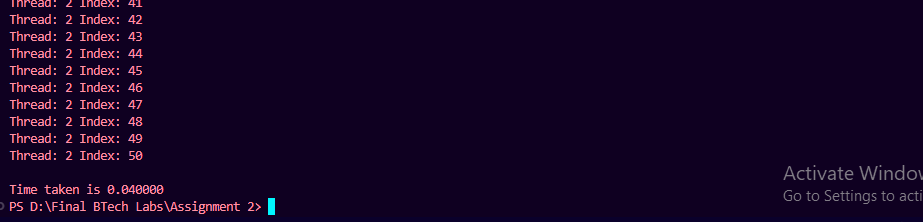 Thread: 2 Index: 41
Thread: 2 Index: 42
Thread: 2 Index: 43
Thread: 2 Index: 44
Thread: 2 Index: 45
Thread: 2 Index: 46
Thread: 2 Index: 47
Thread: 2 Index: 48
Thread: 2 Index: 49
Thread: 2 Index: 50
Time taken is 0.040000
PS D:\Final BTech Labs\Assignment 2>
Activate Window
Go to Settings to acti